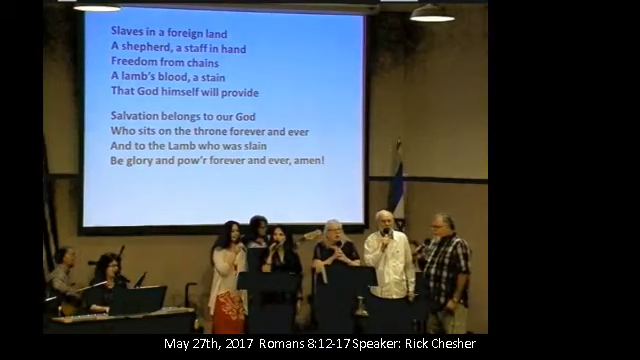 Slaves in a foreign land
A shepherd, a staff in hand
Freedom from chains
A lamb's blood, a stain
That God himself will provide
Salvation belongs to our God
Who sits on the throne forever and ever
And to the Lamb who was slain
Be glory and pow'r forever and ever, amen!
May 27th, 2017 Romans 8:12-17 Speaker: Rick Chesher